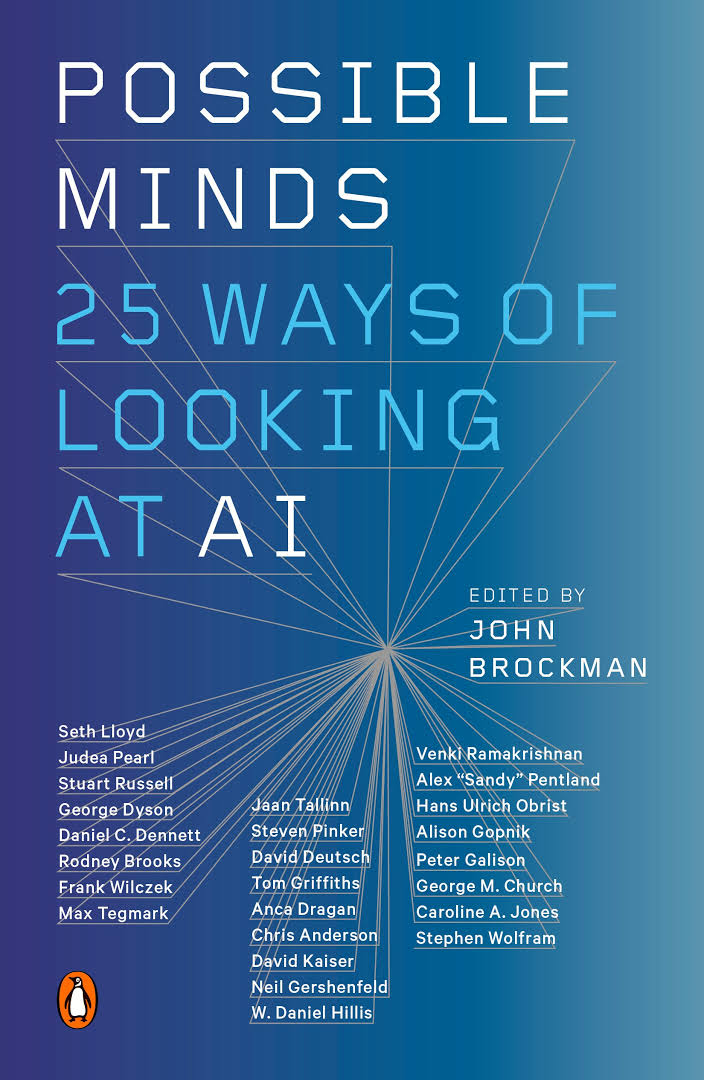 POSSIBLE
MINDS
25 WAYS OF
LOOKING
AT AI
EDITED BY
JOHN
BROCKMAN
Seth Lloyd
Judea Pearl
Stuart Russell
George Dyson
Daniel C. Dennett
Rodney Brooks
Frank Wilczek
Max Tegmark
Jaan Tallinn
Steven Pinker
David Deutsch
Tom Griffiths
Anca Dragan
Chris Anderson
David Kaiser
Neil Gershenfeld
W. Daniel Hillis
Venki Ramakrishnan
Alex “Sandy” Pentland
Hans Ulrich Obrist
Alison Gopnik
Peter Galison
George M. Church
Caroline A. Jones
Stephen Wolfram